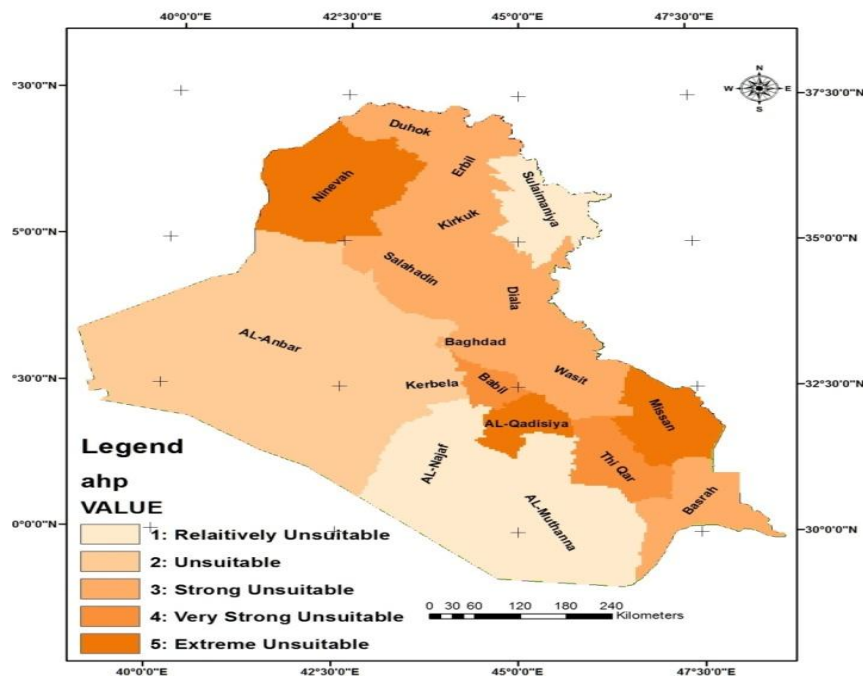 40°0'0"E 42°30'0"E 45°0'0"E 47°30'0"E
N
W E
S
°30'0"N 37°30'0"N
Duhok
Erbil
Ninevah
Sulaimaniya
Kirkuk
5°0'0"N 35°0'0"N
Salahadin
Diala
AL-Anbar
Baghdad
Wasit
Kerbela
Babil
°30'0"N 32°30'0"N
Missan
AL-Qadisiya
AL-Najaf
Thi Qar
Basrah
AL-Muthanna
Legend
ahp
VALUE
0°0'0"N 30°0'0"N
1: Relaitively Unsuitable
2: Unsuitable
3: Strong Unsuitable
4: Very Strong Unsuitable
5: Extreme Unsuitable
0 30 60 120 180 240
Kilometers
40°0'0"E 42°30'0"E 45°0'0"E 47°30'0"E